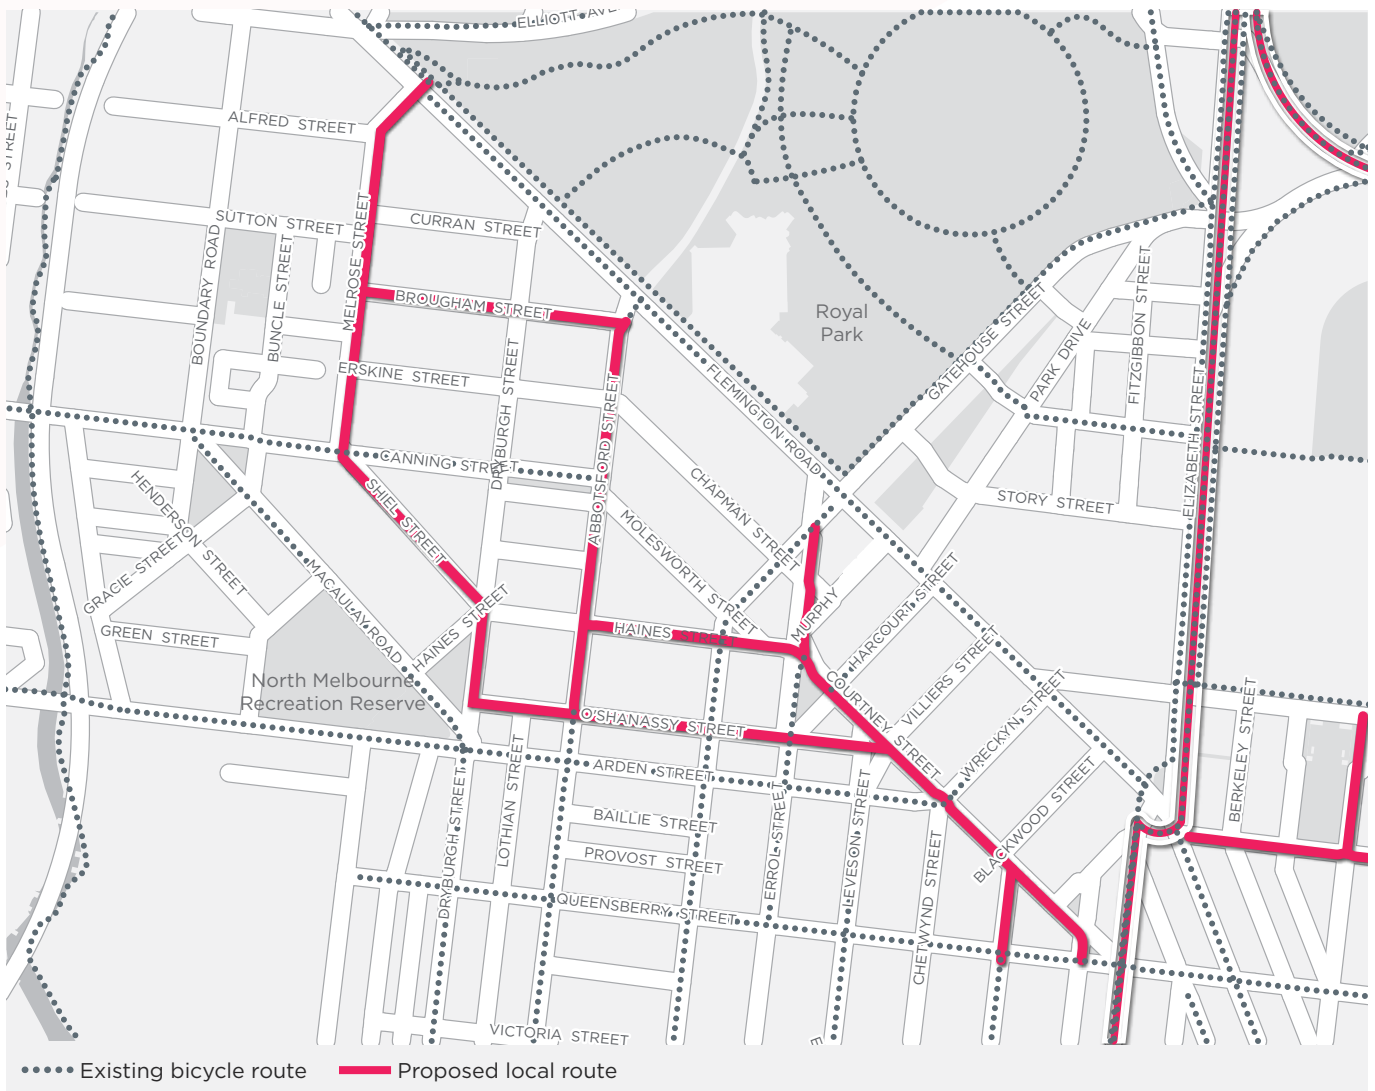 ELLIOTT AVE
ALFRED STREET
SUTTON STREET
CURRAN STREET
MELROSE STREET
BOUNDARY ROAD
BUNCLE STREET
BROUGHAM STREET
Royal
Park
GATEHOUSE STREET
PARK DRIVE
FITZGIBBON STREET
ELIZABETH STREET
ERSKINE STREET
DRYBURGH STREET
ABBOTSFORD STREET
FLEMINGTON ROAD
CANNING STREET
SHIEL STREET
CHAPMAN STREET
MOLESWORTH STREET
STORY STREET
HENDERSON STREET
GRACIE STREET
MACAULAY ROAD
HAINES STREET
GREEN STREET
HAINES STREET
MURPHY
HARCOURT STREET
VILLIERS STREET
COURTNEY STREET
WRECKYN STREET
BLACKWOOD STREET
BERKELEY STREET
North Melbourne
Recreation Reserve
O'SHANASSY STREET
ARDEN STREET
BAILLIE STREET
PROVOST STREET
QUEENSBERRY STREET
DRYBURGH STREET
LOTHIAN STREET
ERROL STREET
LEVESON STREET
CHETWYND STREET
VICTORIA STREET
Existing bicycle route
Proposed local route